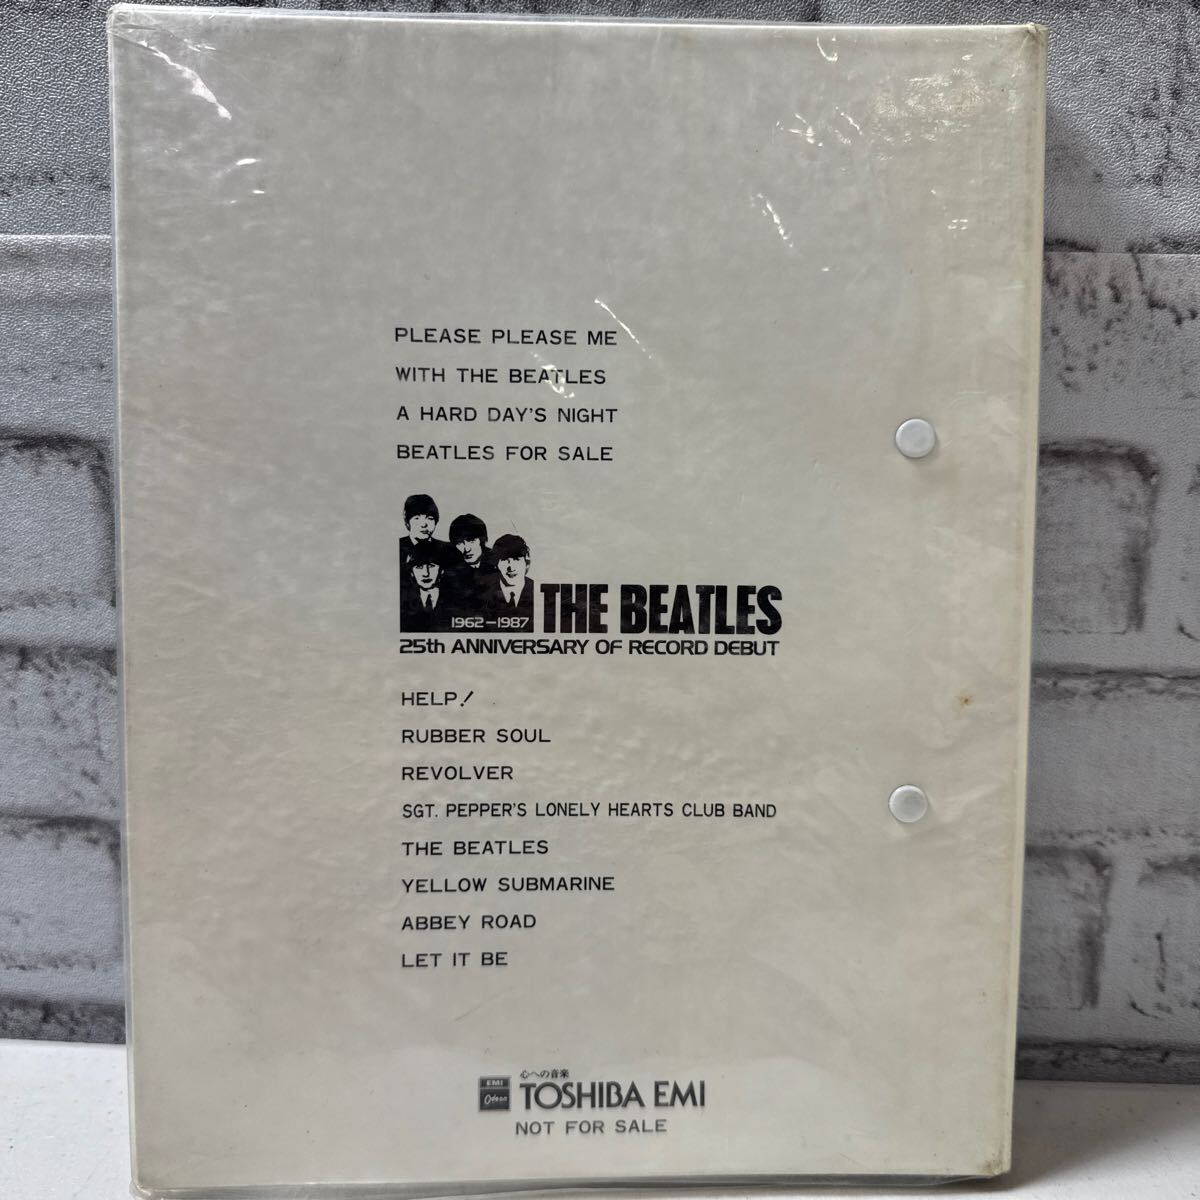 PLEASE PLEASE ME
WITH THE BEATLES
A HARD DAY'S NIGHT
BEATLES FOR SALE
1962-1987 THE BEATLES
25th ANNIVERSARY OF RECORD DEBUT
HELP!
RUBBER SOUL
REVOLVER
SGT. PEPPER'S LONELY HEARTS CLUB BAND
THE BEATLES
YELLOW SUBMARINE
ABBEY ROAD
LET IT BE
心への音楽
EMI
Odeon
TOSHIBA EMI
NOT FOR SALE